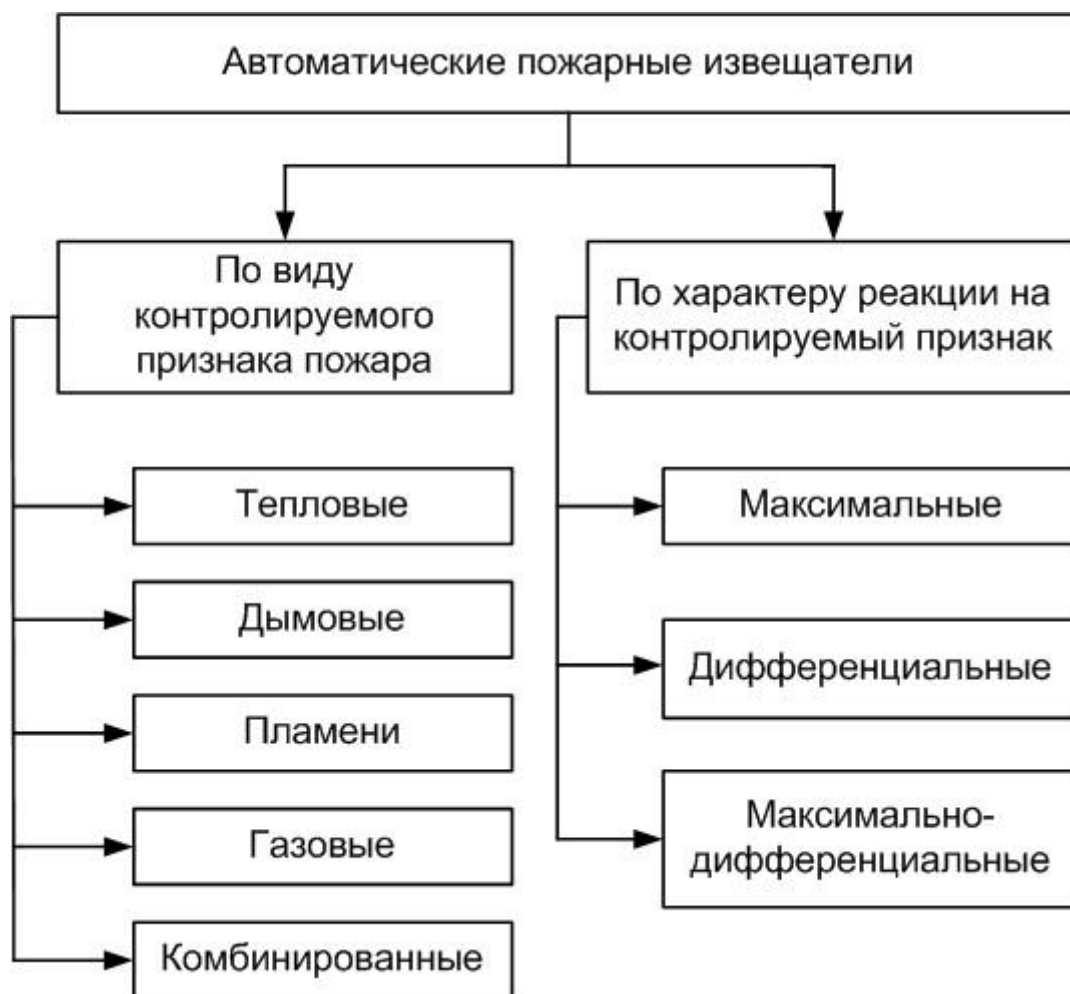 Автоматические пожарные извещатели
По виду
контролируемого
признака пожара
По характеру реакции на
контролируемый признак
Тепловые
Дымовые
Пламени
Газовые
Комбинированные
Максимальные
Дифференциальные
Максимально-
дифференциальные